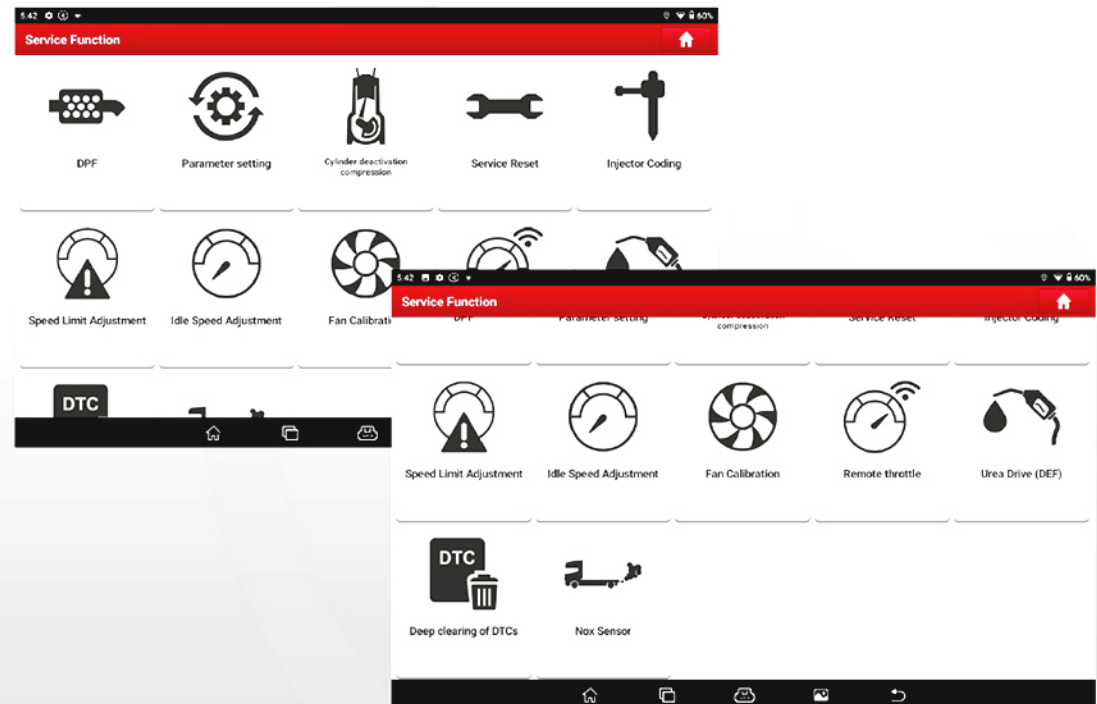 5:42
60%
Service Function
DPF
Parameter setting
Cylinder deactivation
compression
Service Reset
Injector Coding
Speed Limit Adjustment
Idle Speed Adjustment
Fan Calibrati
DTC
5:42
60%
Service Function
DPF
Parameter setting
compression
Service Reset
Injector Coding
Speed Limit Adjustment
Idle Speed Adjustment
Fan Calibration
Remote throttle
Urea Drive (DEF)
DTC
Deep clearing of DTCs
Nox Sensor